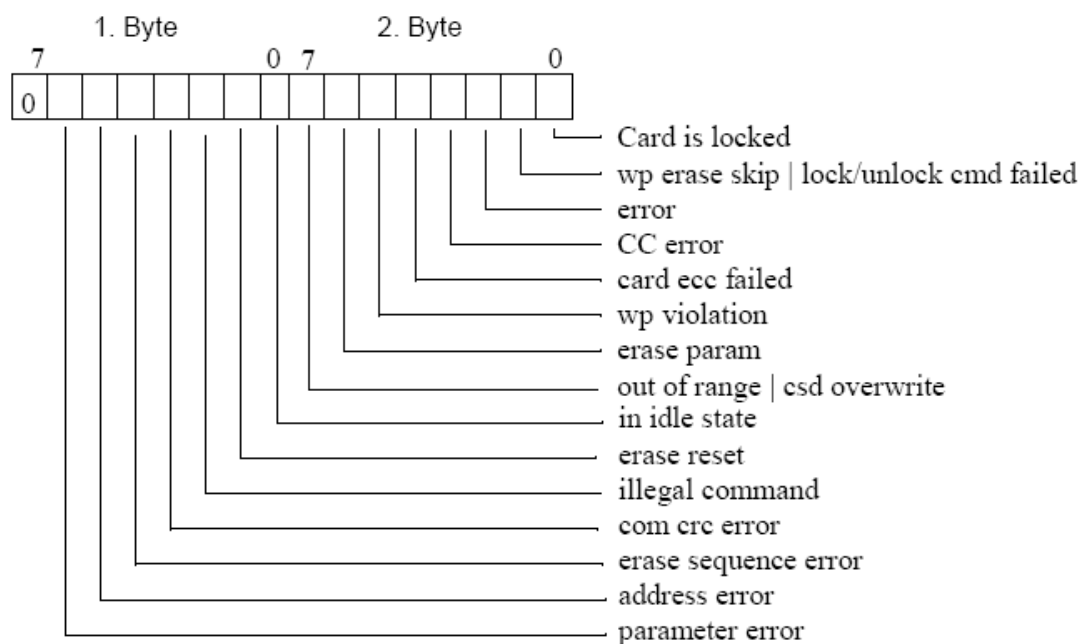 1. Byte 2. Byte
7 0 7 0
0
Card is locked
wp erase skip | lock/unlock cmd failed
error
CC error
card ecc failed
wp violation
erase param
out of range | csd overwrite
in idle state
erase reset
illegal command
com crc error
erase sequence error
address error
parameter error